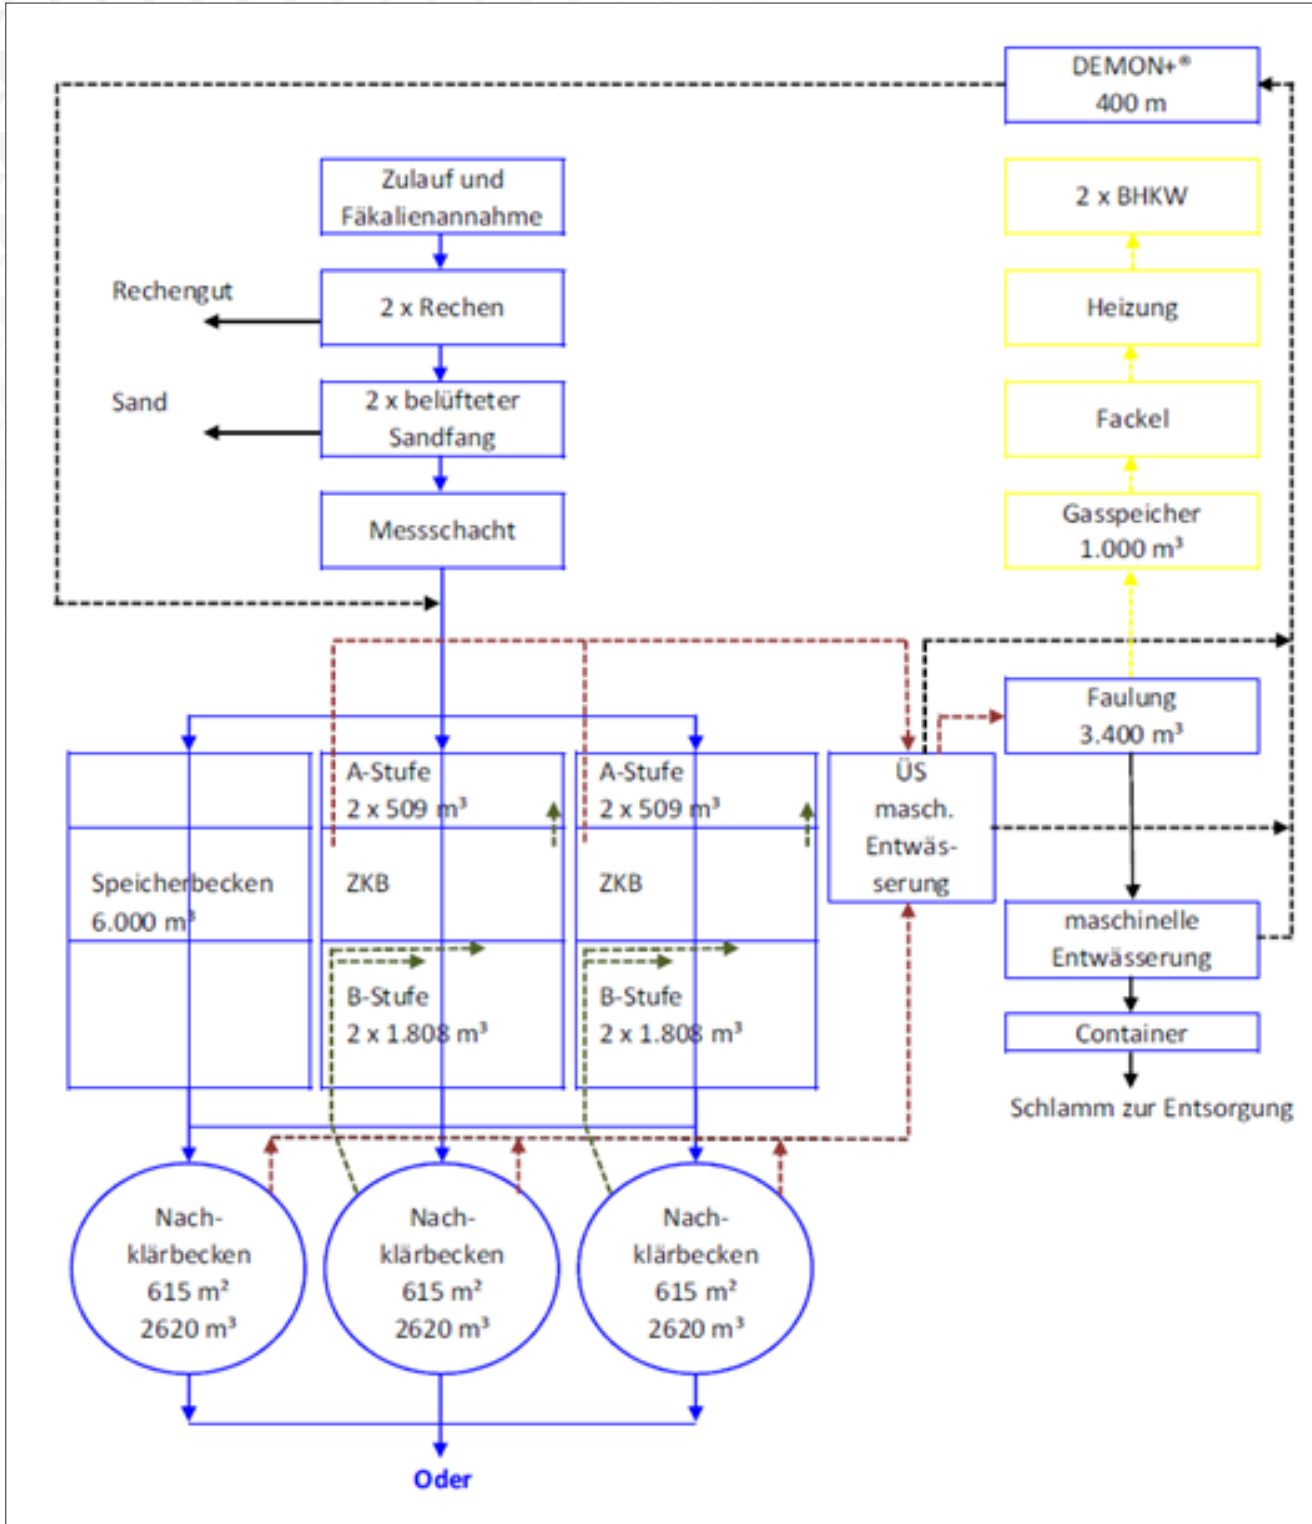 DEMON+®
400 m
Zulauf und
Fäkalienannahme
2 x BHKW
Rechengut
2 x Rechen
Heizung
Sand
2 x belüfteter
Sandfang
Fackel
Messschacht
Gasspeicher
1.000 m³
Faulung
3.400 m³
A-Stufe
2 x 509 m³
A-Stufe
2 x 509 m³
ÜS
masch.
Entwäs-
serung
Speicherbecken
6.000 m³
ZKB
ZKB
maschinelle
Entwässerung
B-Stufe
2 x 1.808 m³
B-Stufe
2 x 1.808 m³
Container
Schlamm zur Entsorgung
Nach-
klärbecken
615 m²
2620 m³
Nach-
klärbecken
615 m²
2620 m³
Nach-
klärbecken
615 m²
2620 m³
Oder